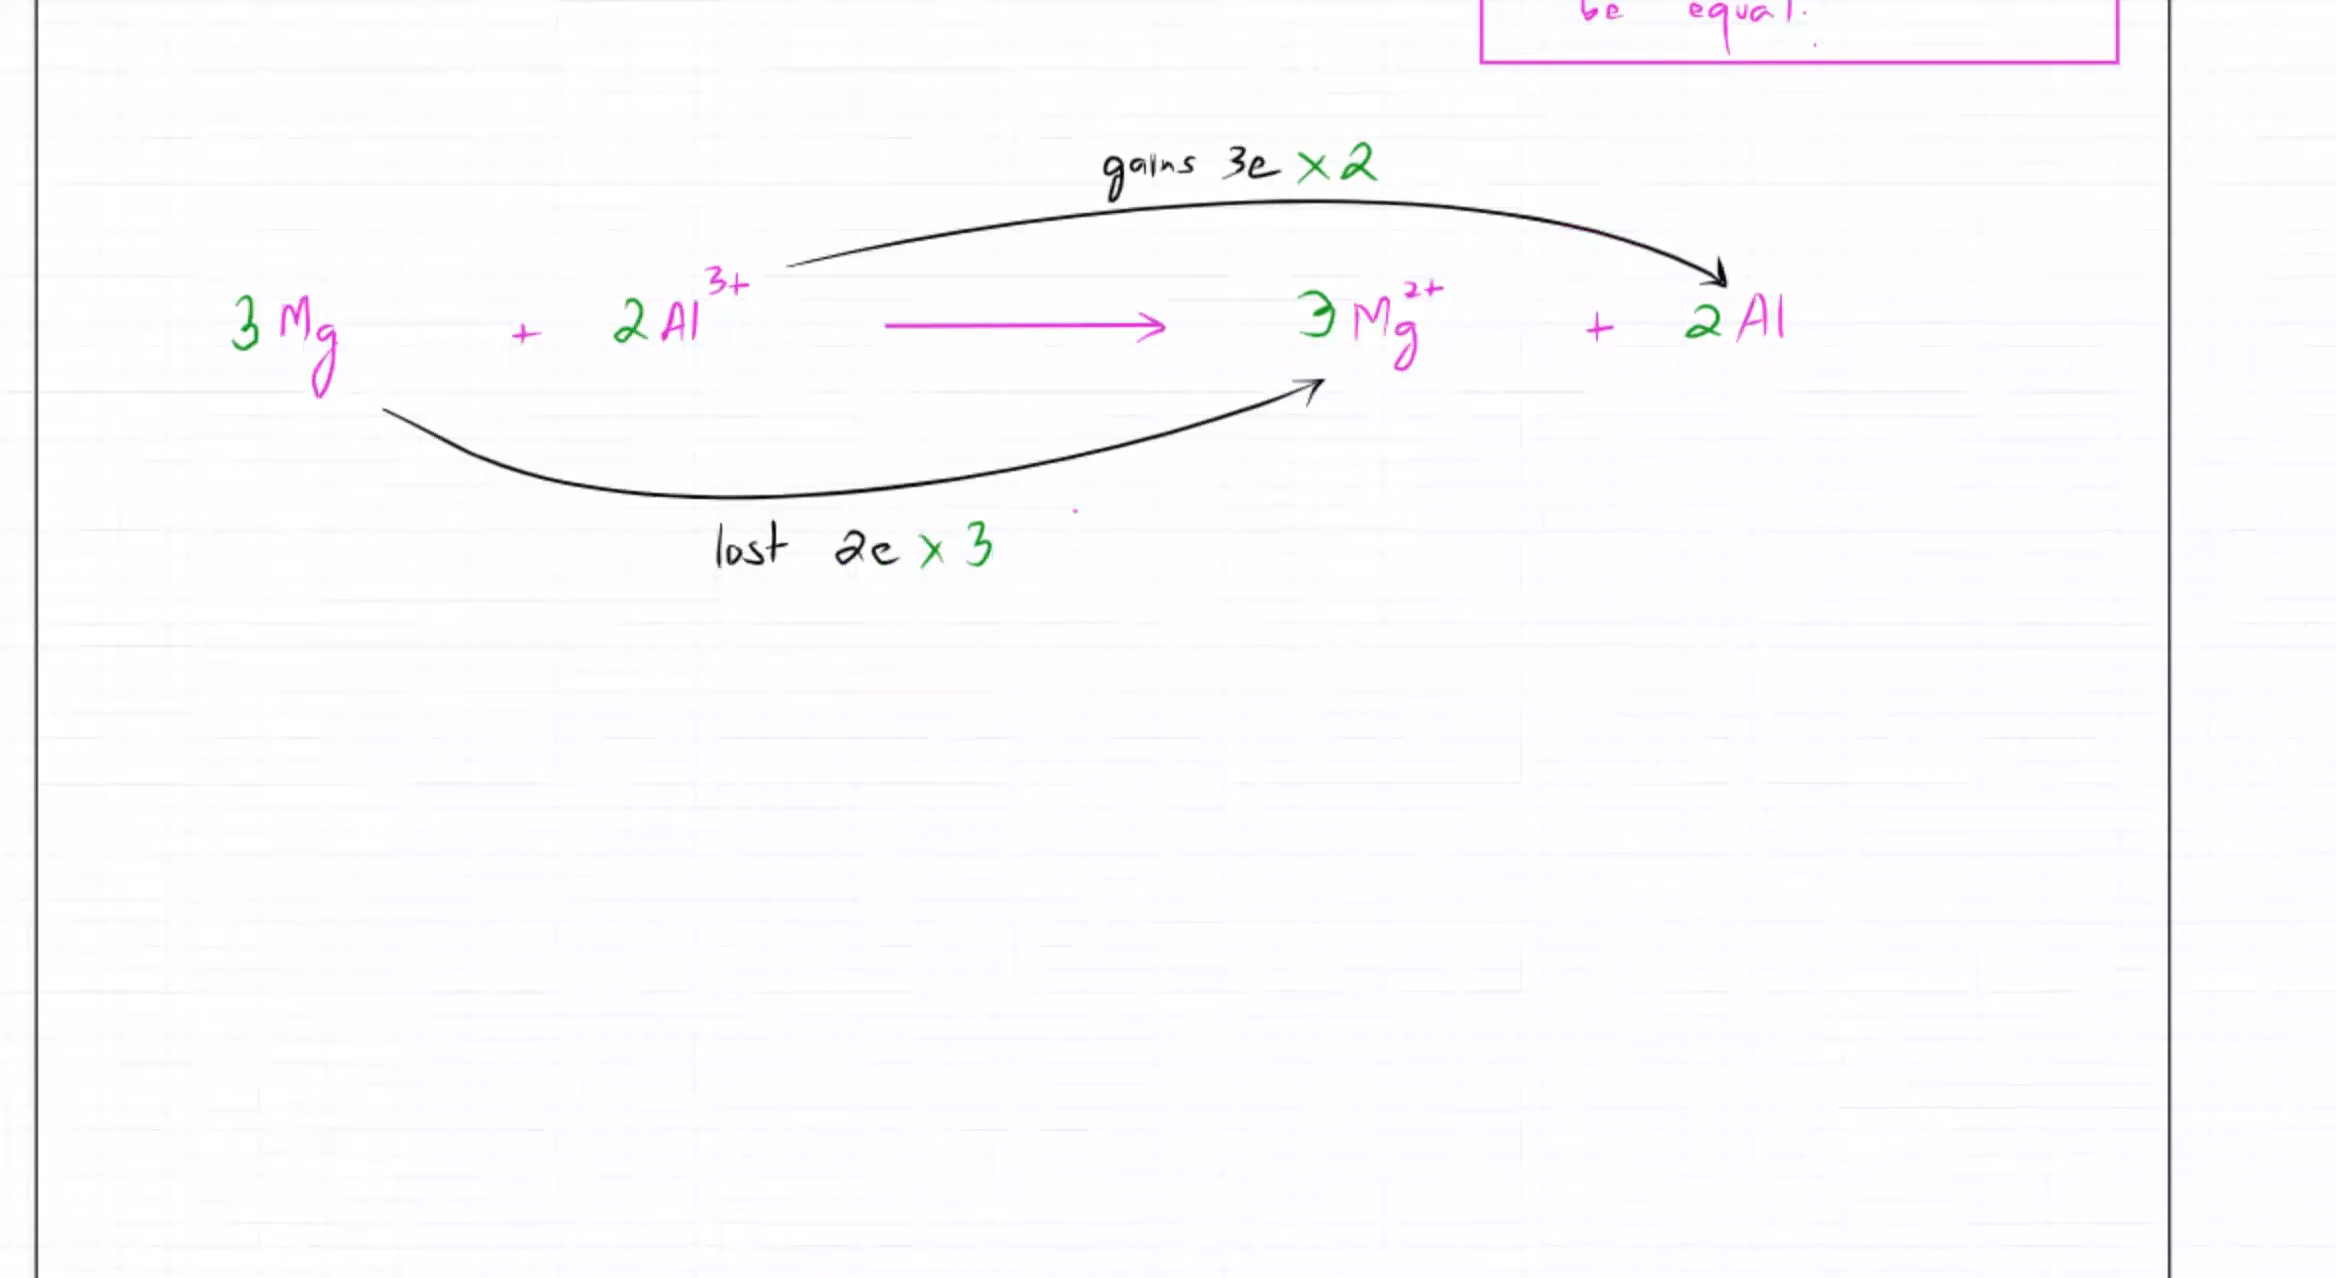 be equal.
gains 3e × 2
3 Mg + 2 Al³⁺ ⟶ 3 Mg²⁺ + 2 Al
lost 2e × 3